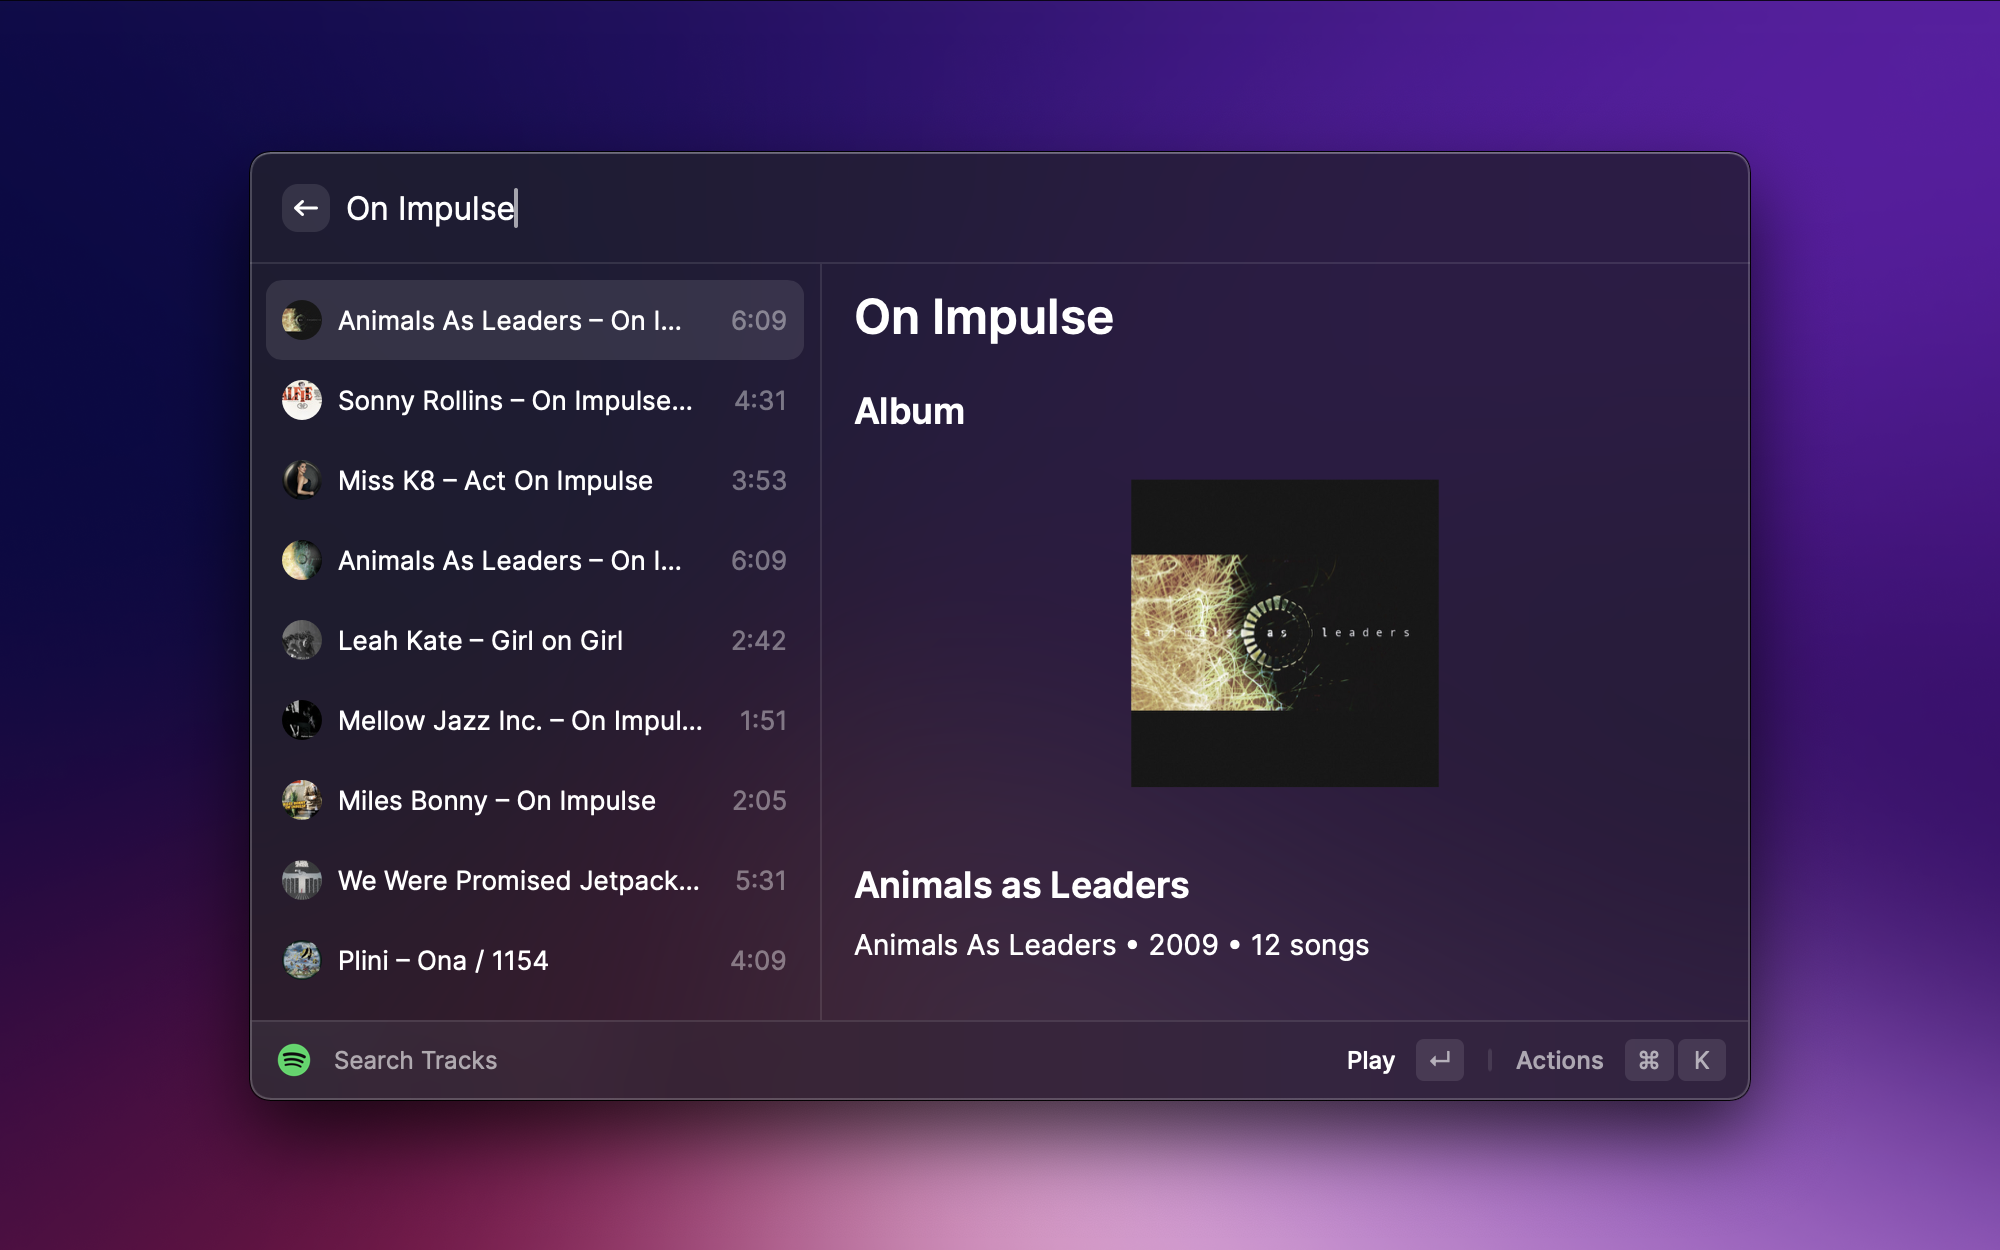 On Impulse
Animals As Leaders – On I... 6:09
Sonny Rollins – On Impulse... 4:31
Miss K8 – Act On Impulse 3:53
Animals As Leaders – On I... 6:09
Leah Kate – Girl on Girl 2:42
Mellow Jazz Inc. – On Impul... 1:51
Miles Bonny – On Impulse 2:05
We Were Promised Jetpack... 5:31
Plini – Ona / 1154 4:09
On Impulse
Album
animals as leaders
Animals as Leaders
Animals As Leaders • 2009 • 12 songs
Search Tracks
Play ↵ | Actions ⌘ K